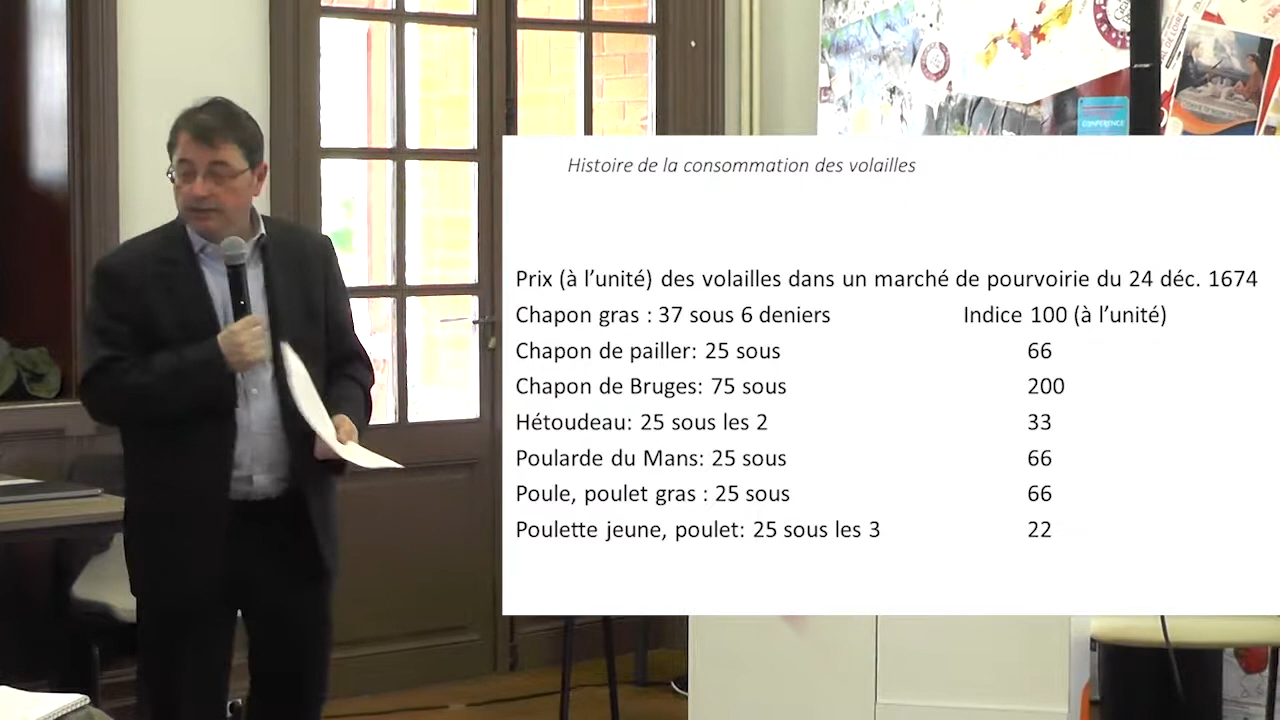 CONFERENCE
Histoire de la consommation des volailles
Prix (à l’unité) des volailles dans un marché de pourvoirie du 24 déc. 1674
Chapon gras : 37 sous 6 deniers Indice 100 (à l’unité)
Chapon de pailler: 25 sous 66
Chapon de Bruges: 75 sous 200
Hétoudeau: 25 sous les 2 33
Poularde du Mans: 25 sous 66
Poule, poulet gras : 25 sous 66
Poulette jeune, poulet: 25 sous les 3 22